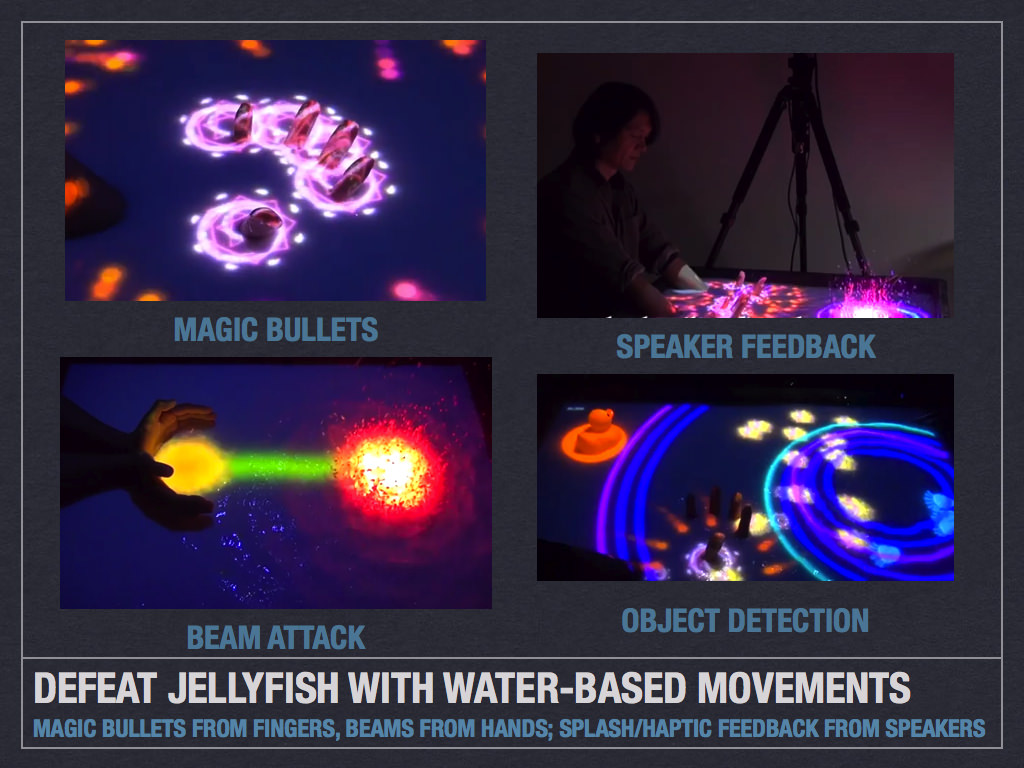 MAGIC BULLETS
SPEAKER FEEDBACK
BEAM ATTACK
OBJECT DETECTION
DEFEAT JELLYFISH WITH WATER-BASED MOVEMENTS
MAGIC BULLETS FROM FINGERS, BEAMS FROM HANDS; SPLASH/HAPTIC FEEDBACK FROM SPEAKERS